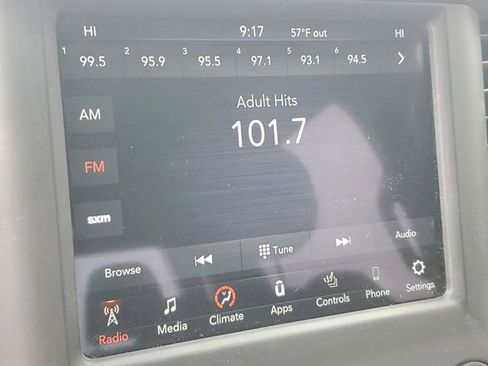 HI 9:17 57°F out HI
1 99.5 2 95.9 3 95.5 4 97.1 5 93.1 6 94.5
Adult Hits
101.7
AM
FM
sxm
Browse Tune Audio
Radio Media Climate Apps Controls Phone Settings